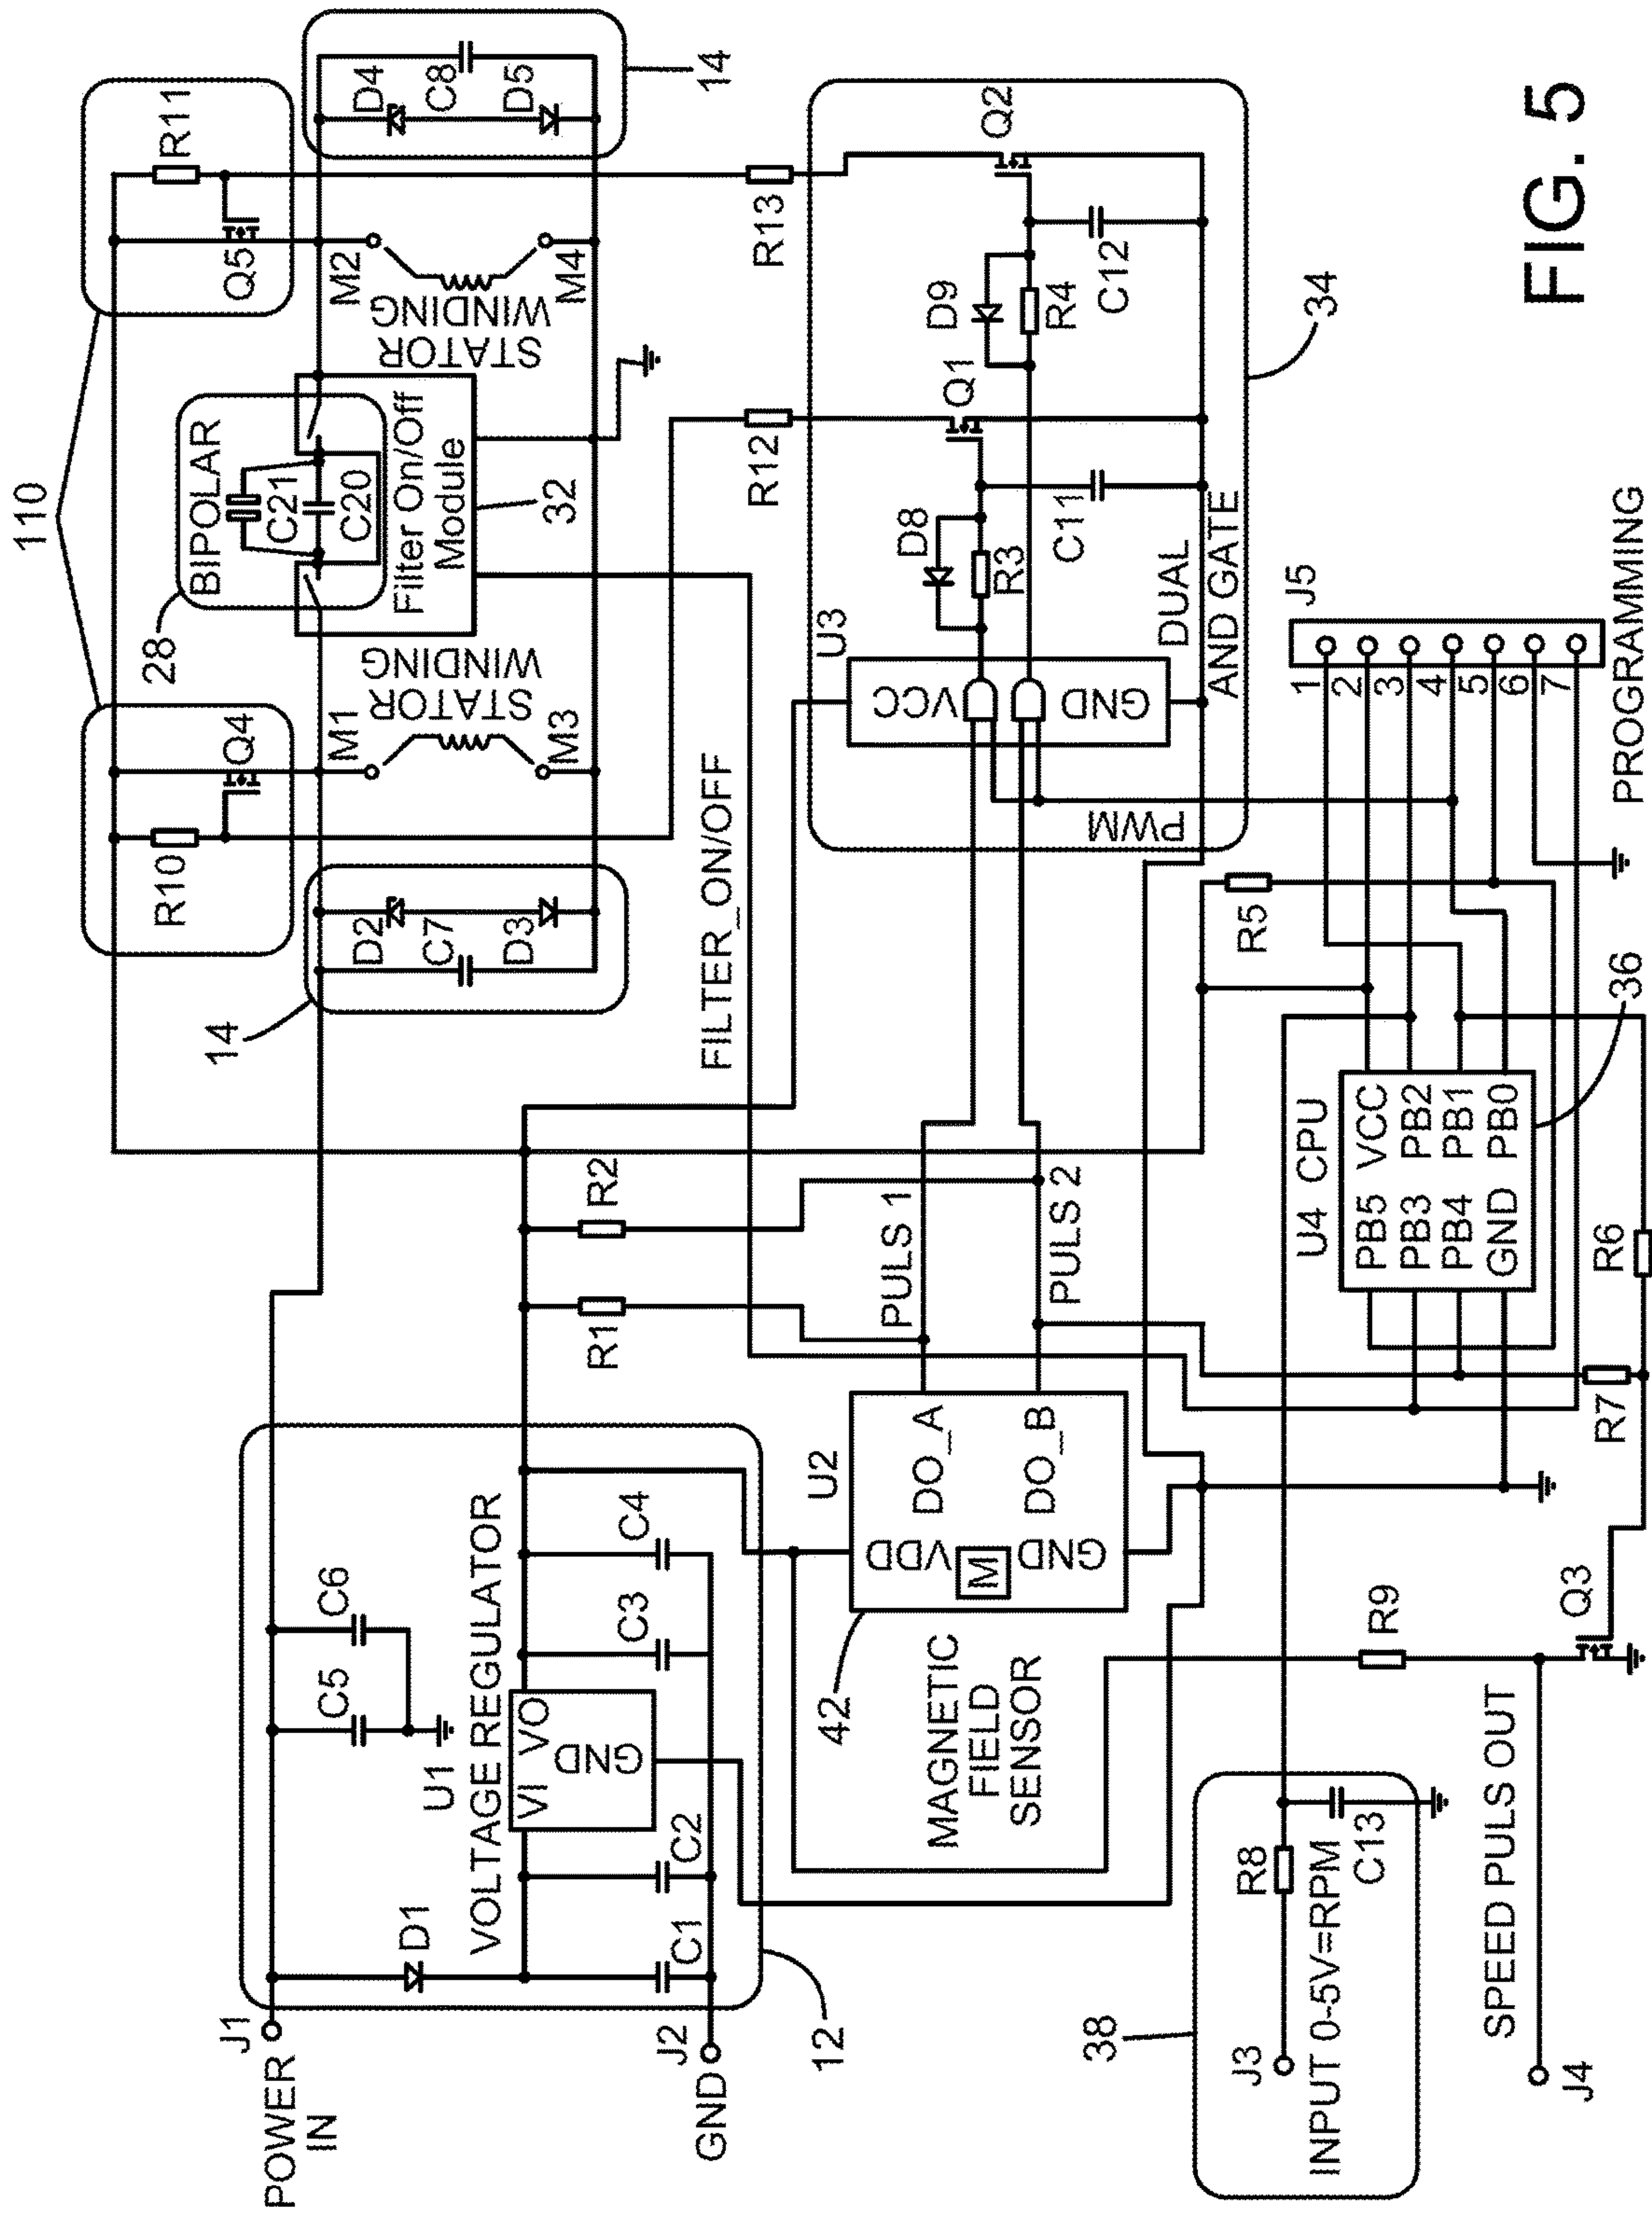 110
R11
Q5
R10
Q4
D4
C8
D5
14
28
BIPOLAR
C21
C20
Filter On/Off
Module
32
M2
STATOR
WINDING
M4
M1
STATOR
WINDING
M3
D2
C7
D3
14
FILTER_ON/OFF
R12
R13
Q2
D9
R4
C12
Q1
D8
R3
C11
U3
VCC
GND
DUAL
AND GATE
PWM
34
J1
POWER
IN
J2
GND
D1
C5
C6
VOLTAGE REGULATOR
U1
VI
VO
GND
C1
C2
C3
C4
12
R1
R2
PULS 1
PULS 2
U2
VDD
DO_A
DO_B
GND
M
42
MAGNETIC
FIELD
SENSOR
R5
J5
1
2
3
4
5
6
7
PROGRAMMING
U4 CPU
PB5 VCC
PB3 PB2
PB4 PB1
GND PB0
36
R6
R7
R9
Q3
38
J3
R8
C13
INPUT 0-5V=RPM
SPEED PULS OUT
J4
FIG. 5